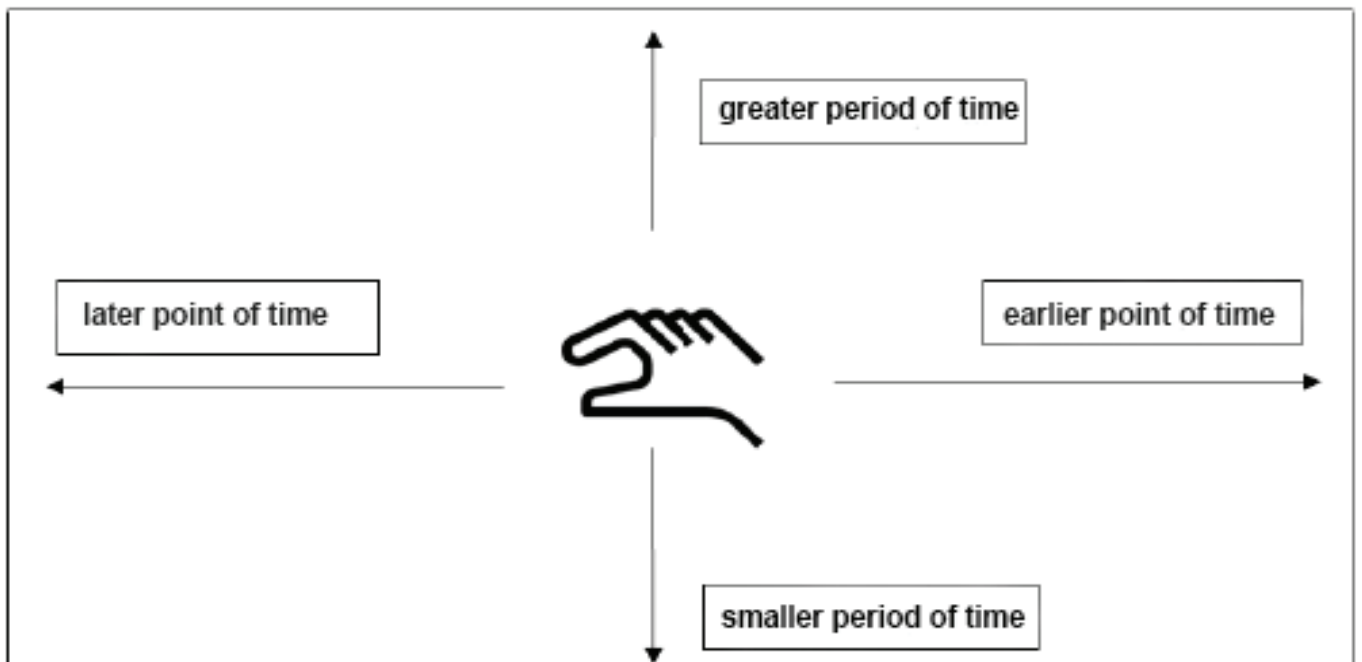 greater period of time
later point of time
earlier point of time
smaller period of time